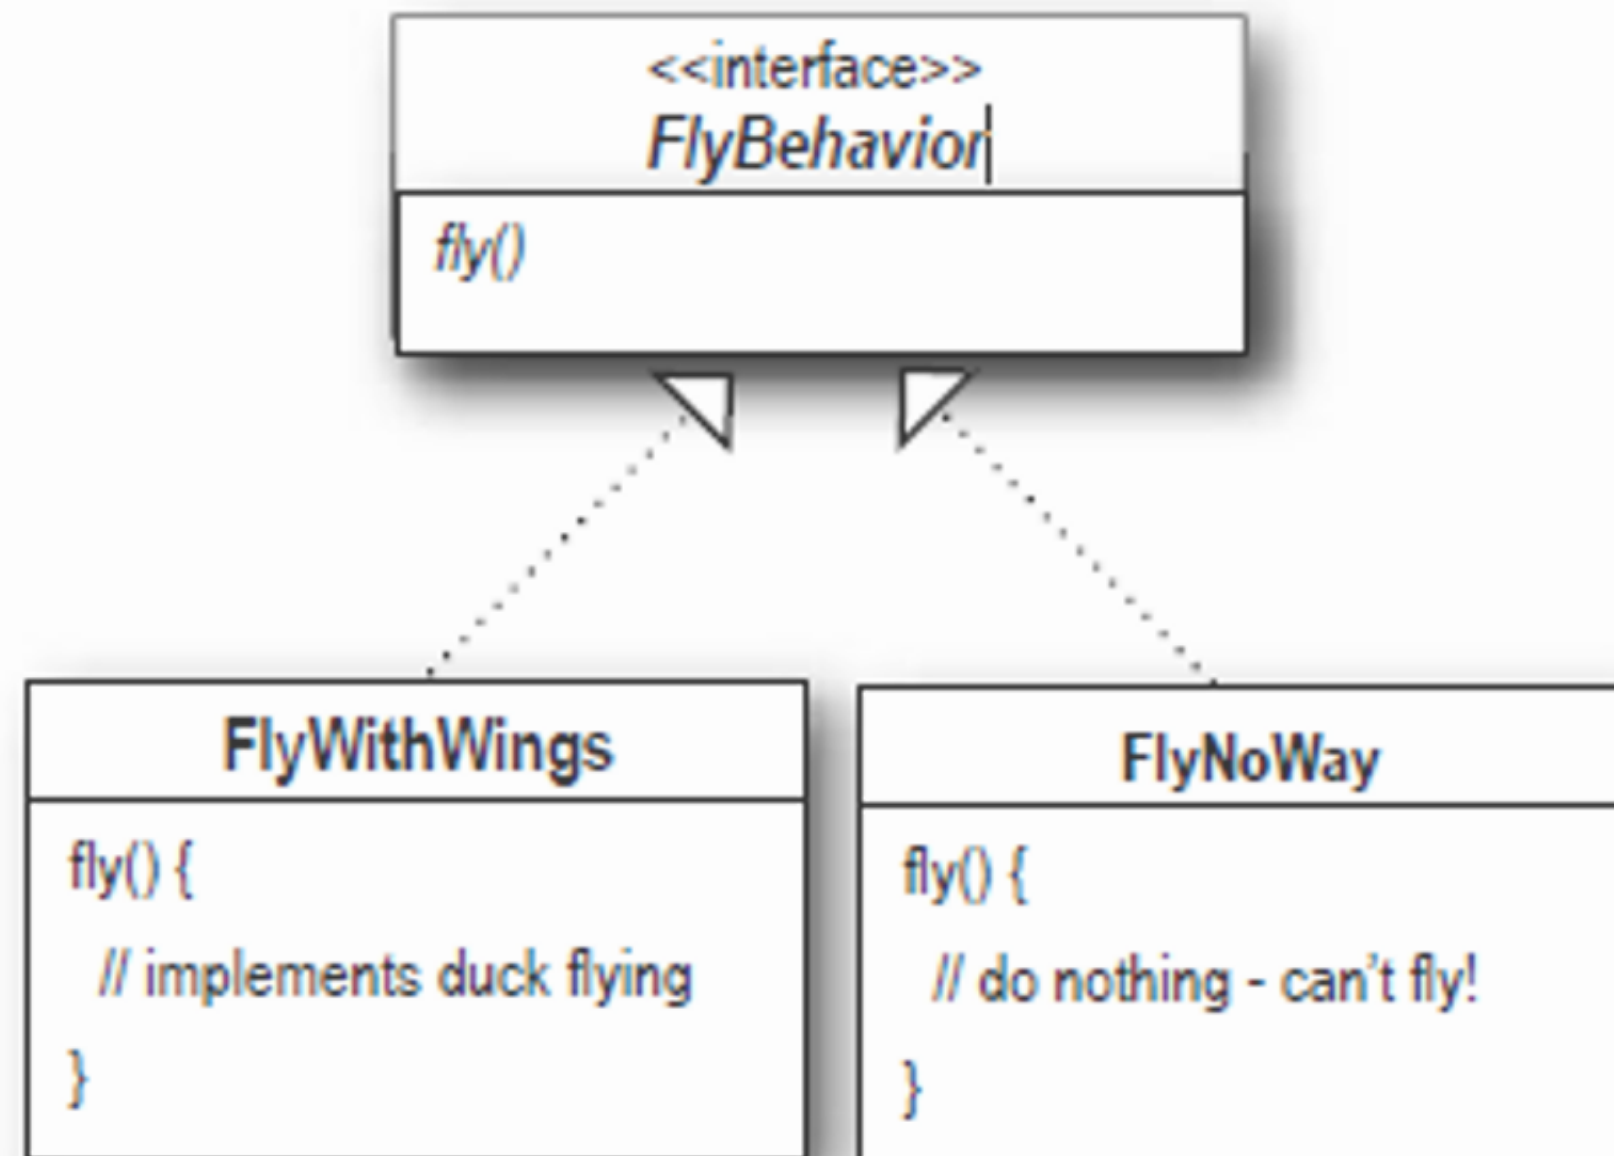 <<interface>>
FlyBehavior
fly()
FlyWithWings
fly() {
// implements duck flying
}
FlyNoWay
fly() {
// do nothing - can't fly!
}